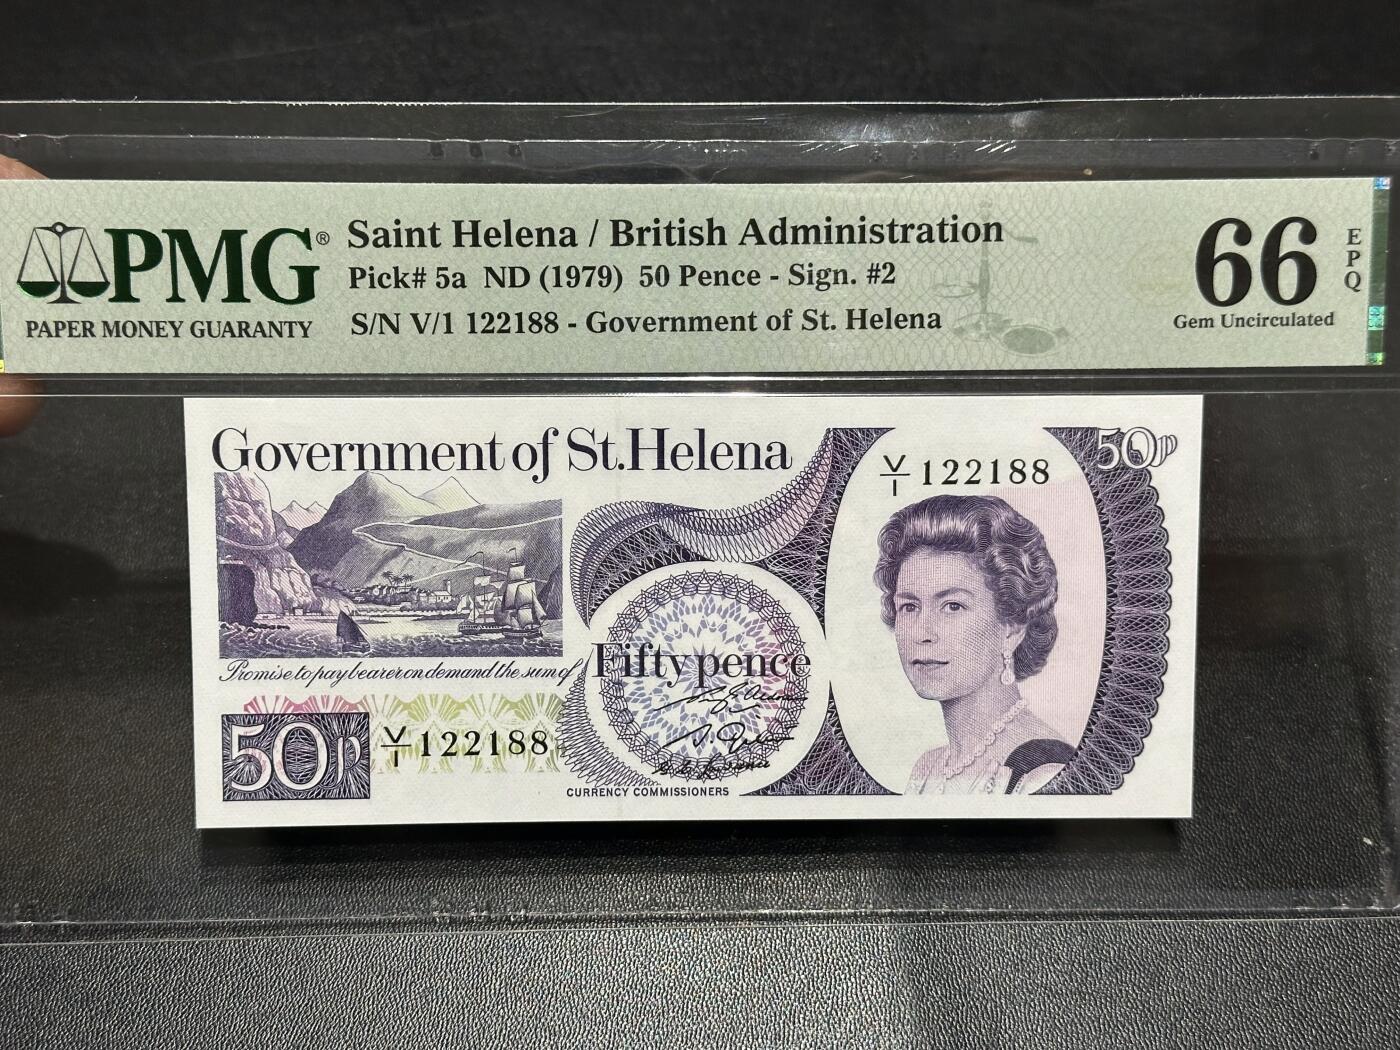 PMG®
PAPER MONEY GUARANTY
Saint Helena / British Administration
Pick# 5a ND (1979) 50 Pence - Sign. #2
S/N V/1 122188 - Government of St. Helena
66
EPQ
Gem Uncirculated
Government of St.Helena
V/1 122188
50p
Promise to pay bearer on demand the sum of
Fifty pence
50p
V/1 122188
CURRENCY COMMISSIONERS